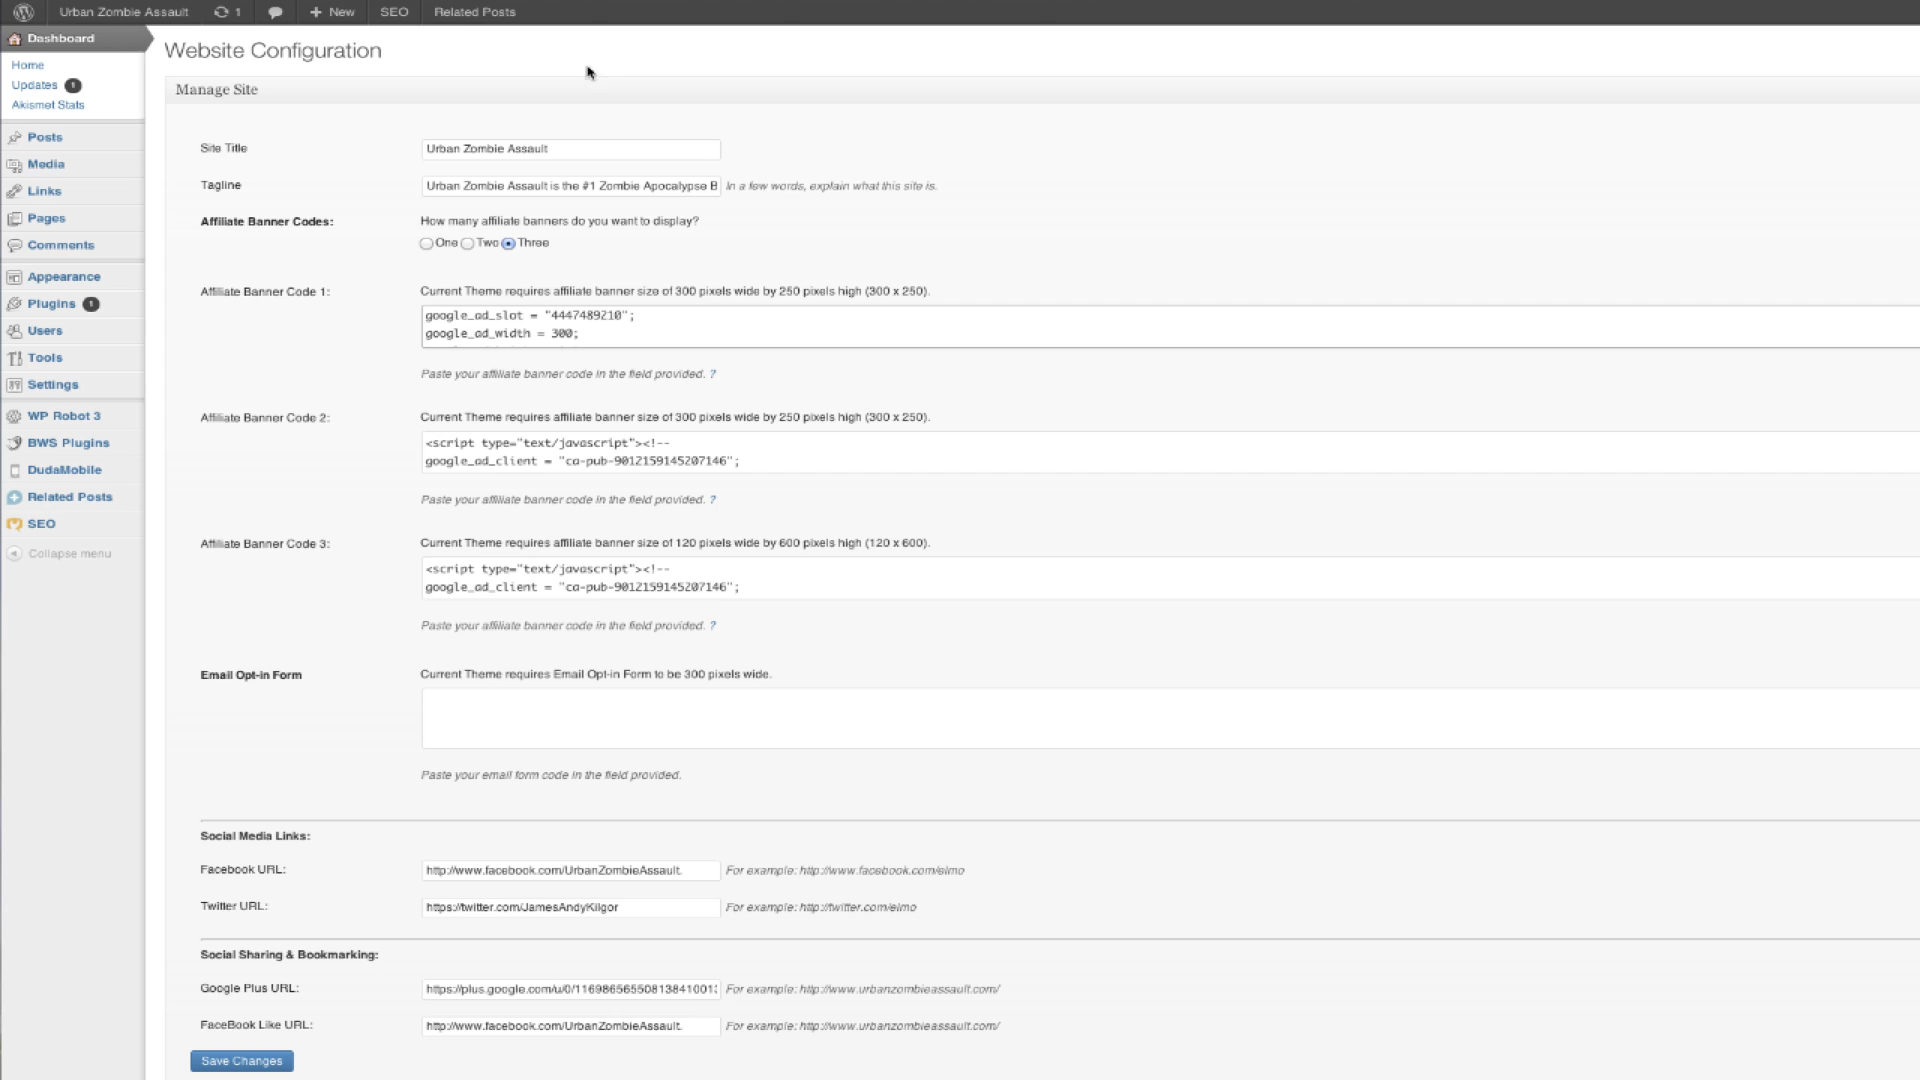 Urban Zombie Assault 1 + New SEO Related Posts
Dashboard
Home
Updates 1
Akismet Stats
Posts
Media
Links
Pages
Comments
Appearance
Plugins 1
Users
Tools
Settings
WP Robot 3
BWS Plugins
DudaMobile
Related Posts
SEO
Collapse menu
Website Configuration
Manage Site
Site Title Urban Zombie Assault
Tagline Urban Zombie Assault is the #1 Zombie Apocalypse B In a few words, explain what this site is.
Affiliate Banner Codes: How many affiliate banners do you want to display?
One Two Three
Affiliate Banner Code 1: Current Theme requires affiliate banner size of 300 pixels wide by 250 pixels high (300 x 250).
google_ad_slot = "4447489210";
google_ad_width = 300;
Paste your affiliate banner code in the field provided. ?
Affiliate Banner Code 2: Current Theme requires affiliate banner size of 300 pixels wide by 250 pixels high (300 x 250).
<script type="text/javascript"><!--
google_ad_client = "ca-pub-9012159145207146";
Paste your affiliate banner code in the field provided. ?
Affiliate Banner Code 3: Current Theme requires affiliate banner size of 120 pixels wide by 600 pixels high (120 x 600).
<script type="text/javascript"><!--
google_ad_client = "ca-pub-9012159145207146";
Paste your affiliate banner code in the field provided. ?
Email Opt-in Form Current Theme requires Email Opt-in Form to be 300 pixels wide.
Paste your email form code in the field provided.
Social Media Links:
Facebook URL: http://www.facebook.com/UrbanZombieAssault. For example: http://www.facebook.com/elmo
Twitter URL: https://twitter.com/JamesAndyKilgor For example: http://twitter.com/elmo
Social Sharing & Bookmarking:
Google Plus URL: https://plus.google.com/u/0/116986565508138410013 For example: http://www.urbanzombieassault.com/
FaceBook Like URL: http://www.facebook.com/UrbanZombieAssault. For example: http://www.urbanzombieassault.com/
Save Changes